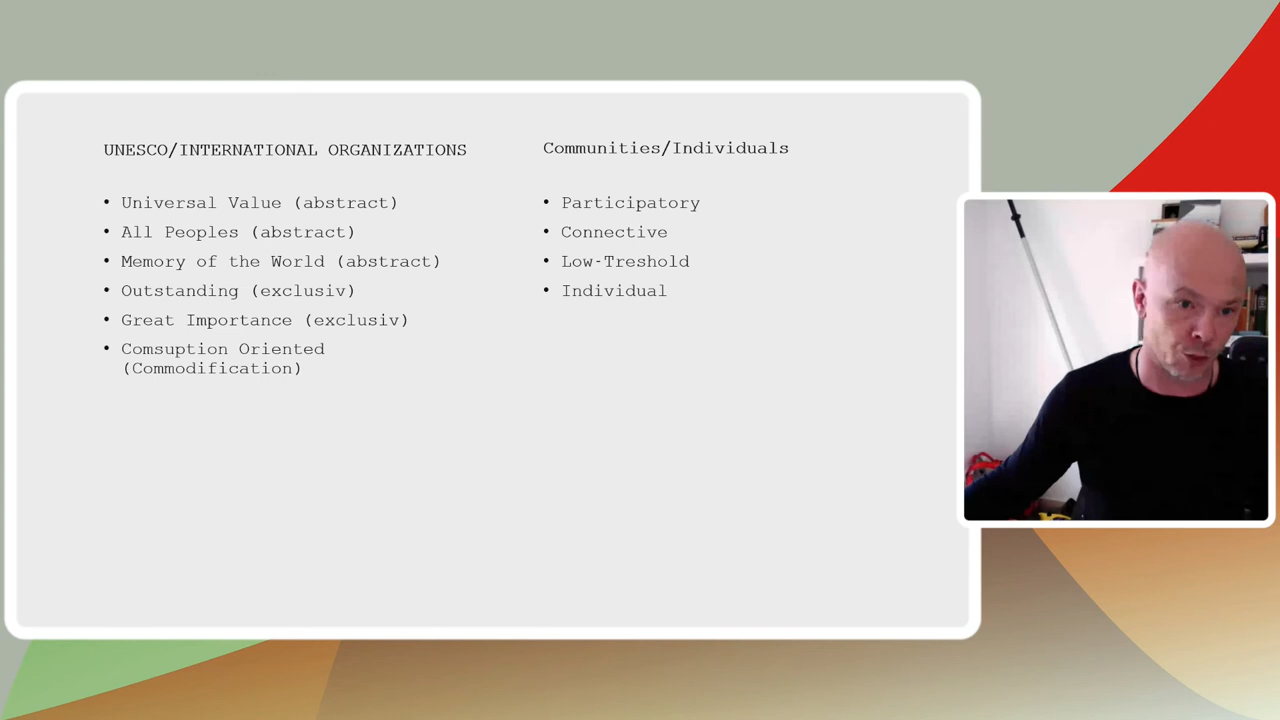 UNESCO/INTERNATIONAL ORGANIZATIONS
• Universal Value (abstract)
• All Peoples (abstract)
• Memory of the World (abstract)
• Outstanding (exclusiv)
• Great Importance (exclusiv)
• Comsuption Oriented
(Commodification)
Communities/Individuals
• Participatory
• Connective
• Low-Treshold
• Individual